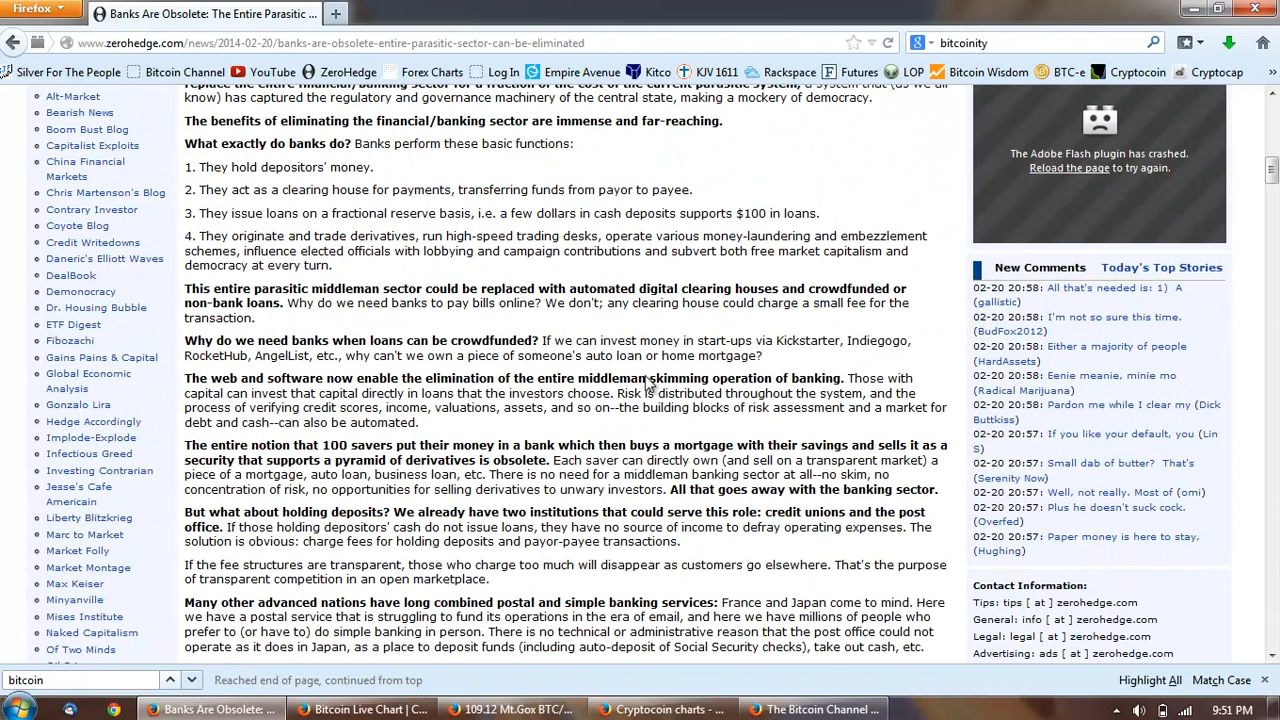 Firefox
Banks Are Obsolete: The Entire Parasitic ...
www.zerohedge.com/news/2014-02-20/banks-are-obsolete-entire-parasitic-sector-can-be-eliminated
bitcoinity
Silver For The People
Bitcoin Channel
YouTube
ZeroHedge
Forex Charts
Log In
Empire Avenue
Kitco
KJV 1611
Rackspace
Futures
LOP
Bitcoin Wisdom
BTC-e
Cryptocoin
Cryptocap
»
Alt-Market
Bearish News
Boom Bust Blog
Capitalist Exploits
China Financial
Markets
Chris Martenson's Blog
Contrary Investor
Coyote Blog
Credit Writedowns
Daneric's Elliott Waves
DealBook
Demonocracy
Dr. Housing Bubble
ETF Digest
Fibozachi
Gains Pains & Capital
Global Economic
Analysis
Gonzalo Lira
Hedge Accordingly
Implode-Explode
Infectious Greed
Investing Contrarian
Jesse's Cafe
Americain
Liberty Blitzkrieg
Marc to Market
Market Folly
Market Montage
Max Keiser
Minyanville
Mises Institute
Naked Capitalism
Of Two Minds
replace the entire financial/banking sector for a fraction of the cost of the current parasitic system, a system that (as we all
know) has captured the regulatory and governance machinery of the central state, making a mockery of democracy.
The benefits of eliminating the financial/banking sector are immense and far-reaching.
What exactly do banks do? Banks perform these basic functions:
1. They hold depositors' money.
2. They act as a clearing house for payments, transferring funds from payor to payee.
3. They issue loans on a fractional reserve basis, i.e. a few dollars in cash deposits supports $100 in loans.
4. They originate and trade derivatives, run high-speed trading desks, operate various money-laundering and embezzlement
schemes, influence elected officials with lobbying and campaign contributions and subvert both free market capitalism and
democracy at every turn.
This entire parasitic middleman sector could be replaced with automated digital clearing houses and crowdfunded or
non-bank loans. Why do we need banks to pay bills online? We don't; any clearing house could charge a small fee for the
transaction.
Why do we need banks when loans can be crowdfunded? If we can invest money in start-ups via Kickstarter, Indiegogo,
RocketHub, AngelList, etc., why can't we own a piece of someone's auto loan or home mortgage?
The web and software now enable the elimination of the entire middleman skimming operation of banking. Those with
capital can invest that capital directly in loans that the investors choose. Risk is distributed throughout the system, and the
process of verifying credit scores, income, valuations, assets, and so on--the building blocks of risk assessment and a market for
debt and cash--can also be automated.
The entire notion that 100 savers put their money in a bank which then buys a mortgage with their savings and sells it as a
security that supports a pyramid of derivatives is obsolete. Each saver can directly own (and sell on a transparent market) a
piece of a mortgage, auto loan, business loan, etc. There is no need for a middleman banking sector at all--no skim, no
concentration of risk, no opportunities for selling derivatives to unwary investors. All that goes away with the banking sector.
But what about holding deposits? We already have two institutions that could serve this role: credit unions and the post
office. If those holding depositors' cash do not issue loans, they have no source of income to defray operating expenses. The
solution is obvious: charge fees for holding deposits and payor-payee transactions.
If the fee structures are transparent, those who charge too much will disappear as customers go elsewhere. That's the purpose
of transparent competition in an open marketplace.
Many other advanced nations have long combined postal and simple banking services: France and Japan come to mind. Here
we have a postal service that is struggling to fund its operations in the era of email, and here we have millions of people who
prefer to (or have to) do simple banking in person. There is no technical or administrative reason that the post office could not
operate as it does in Japan, as a place to deposit funds (including auto-deposit of Social Security checks), take out cash, etc.
The Adobe Flash plugin has crashed.
Reload the page to try again.
New Comments
Today's Top Stories
02-20 20:58: All that's needed is: 1) A
(gallistic)
02-20 20:58: I'm not so sure this time.
(BudFox2012)
02-20 20:58: Either a majority of people
(HardAssets)
02-20 20:58: Eenie meanie, minie mo
(Radical Marijuana)
02-20 20:58: Pardon me while I clear my (Dick
Buttkiss)
02-20 20:58: If you like your default, you (Lin
S)
02-20 20:57: Small dab of butter? That's
(Serenity Now)
02-20 20:57: Well, not really. Most of (omi)
02-20 20:57: Plus he doesn't suck cock.
(Overfed)
02-20 20:57: Paper money is here to stay,
(Hughing)
Contact Information:
Tips: tips [ at ] zerohedge.com
General: info [ at ] zerohedge.com
Legal: legal [ at ] zerohedge.com
Advertising: ads [ at ] zerohedge.com
bitcoin
Reached end of page, continued from top
Highlight All
Match Case
Banks Are Obsolete: ...
Bitcoin Live Chart | C...
109.12 Mt.Gox BTC/...
Cryptocoin charts - ...
The Bitcoin Channel ...
9:51 PM